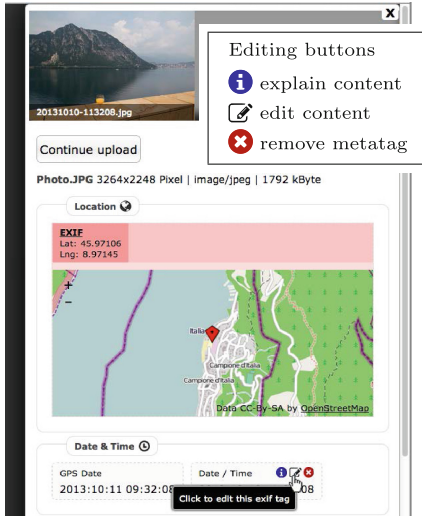 X
20131010-113208.jpg
Editing buttons
explain content
edit content
remove metatag
Continue upload
Photo.JPG 3264x2248 Pixel | image/jpeg | 1792 kByte
Location
EXIF
Lat: 45.97106
Lng: 8.97145
+
−
Italia
Campione d'Italia
Campione d'Italia
Data CC-By-SA by OpenStreetMap
Date & Time
GPS Date
Date / Time
2013:10:11 09:32:08
08
Click to edit this exif tag